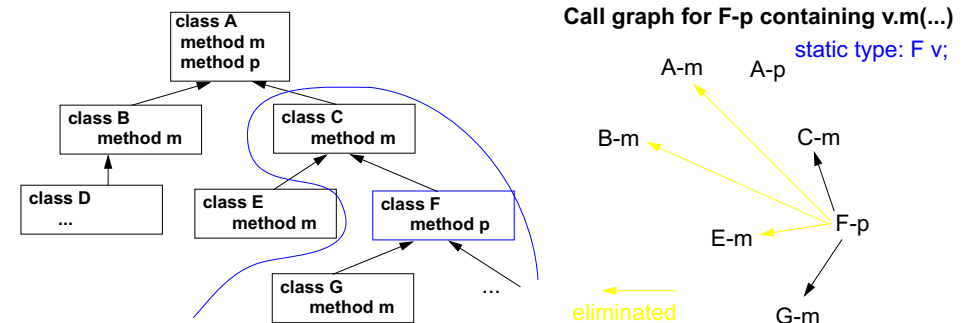 class A
method m
method p
class B
method m
class C
method m
class D
...
class E
method m
class F
method p
class G
method m
...
Call graph for F-p containing v.m(...)
static type: F v;
A-m
A-p
B-m
C-m
E-m
F-p
G-m
eliminated